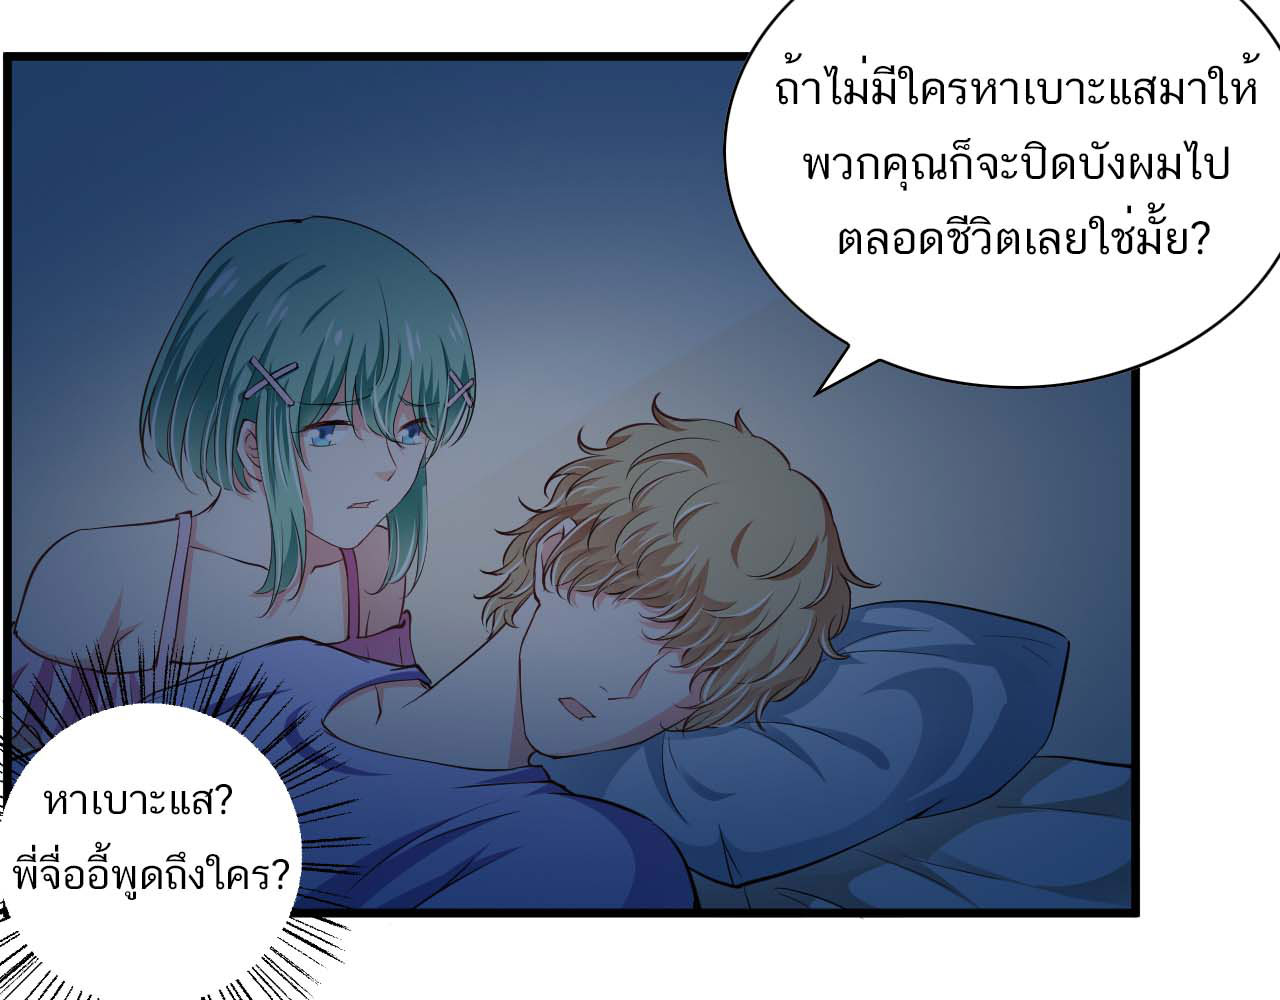 ถ้าไม่มีใครหาเบาะแสมาให้
พวกคุณก็จะปิดบังผมไป
ตลอดชีวิตเลยใช่มั้ย?
หาเบาะแส?
พี่จื่ออี้พูดถึงใคร?